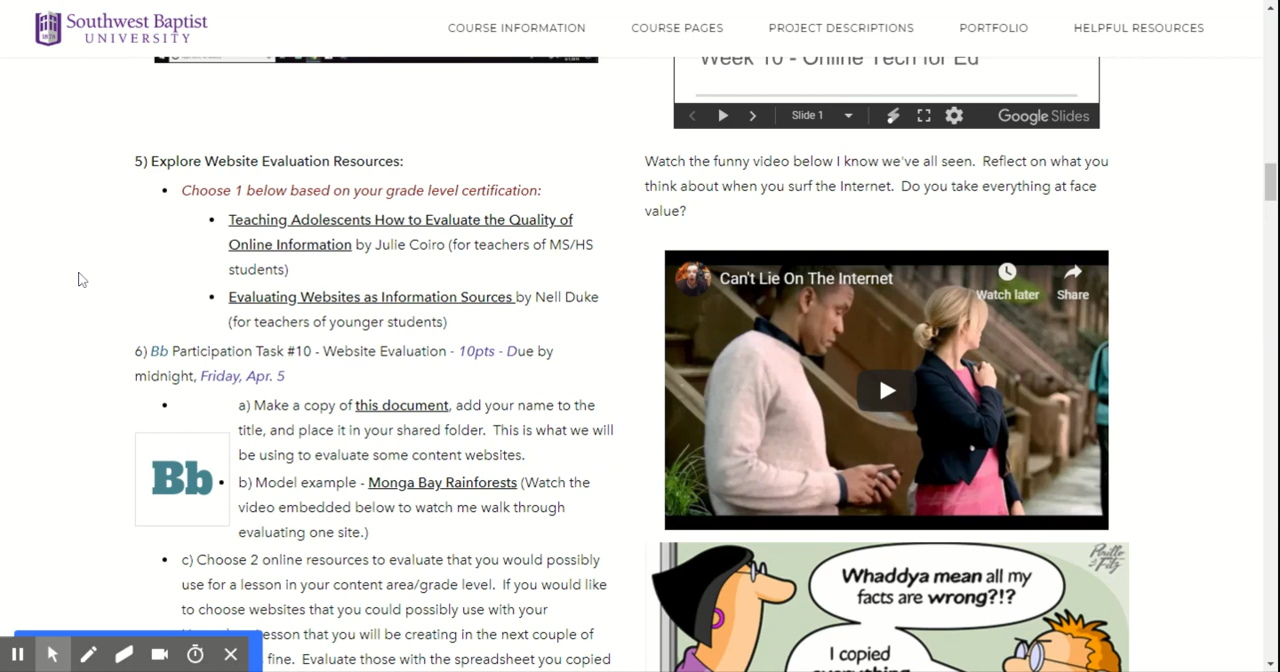 Southwest Baptist
UNIVERSITY
COURSE INFORMATION
COURSE PAGES
PROJECT DESCRIPTIONS
PORTFOLIO
HELPFUL RESOURCES
Week 10 - Online Tech for Ed
Slide 1
Google Slides
5) Explore Website Evaluation Resources:
Choose 1 below based on your grade level certification:
Teaching Adolescents How to Evaluate the Quality of
Online Information by Julie Coiro (for teachers of MS/HS
students)
Evaluating Websites as Information Sources by Nell Duke
(for teachers of younger students)
6) Bb Participation Task #10 - Website Evaluation - 10pts - Due by
midnight, Friday, Apr. 5
a) Make a copy of this document, add your name to the
title, and place it in your shared folder. This is what we will
be using to evaluate some content websites.
Bb
b) Model example - Monga Bay Rainforests (Watch the
video embedded below to watch me walk through
evaluating one site.)
c) Choose 2 online resources to evaluate that you would possibly
use for a lesson in your content area/grade level. If you would like
to choose websites that you could possibly use with your
lesson that you will be creating in the next couple of
fine. Evaluate those with the spreadsheet you copied
Watch the funny video below I know we've all seen. Reflect on what you
think about when you surf the Internet. Do you take everything at face
value?
Can't Lie On The Internet
Watch later
Share
Whaddya mean all my
facts are wrong?!?
I copied
everything